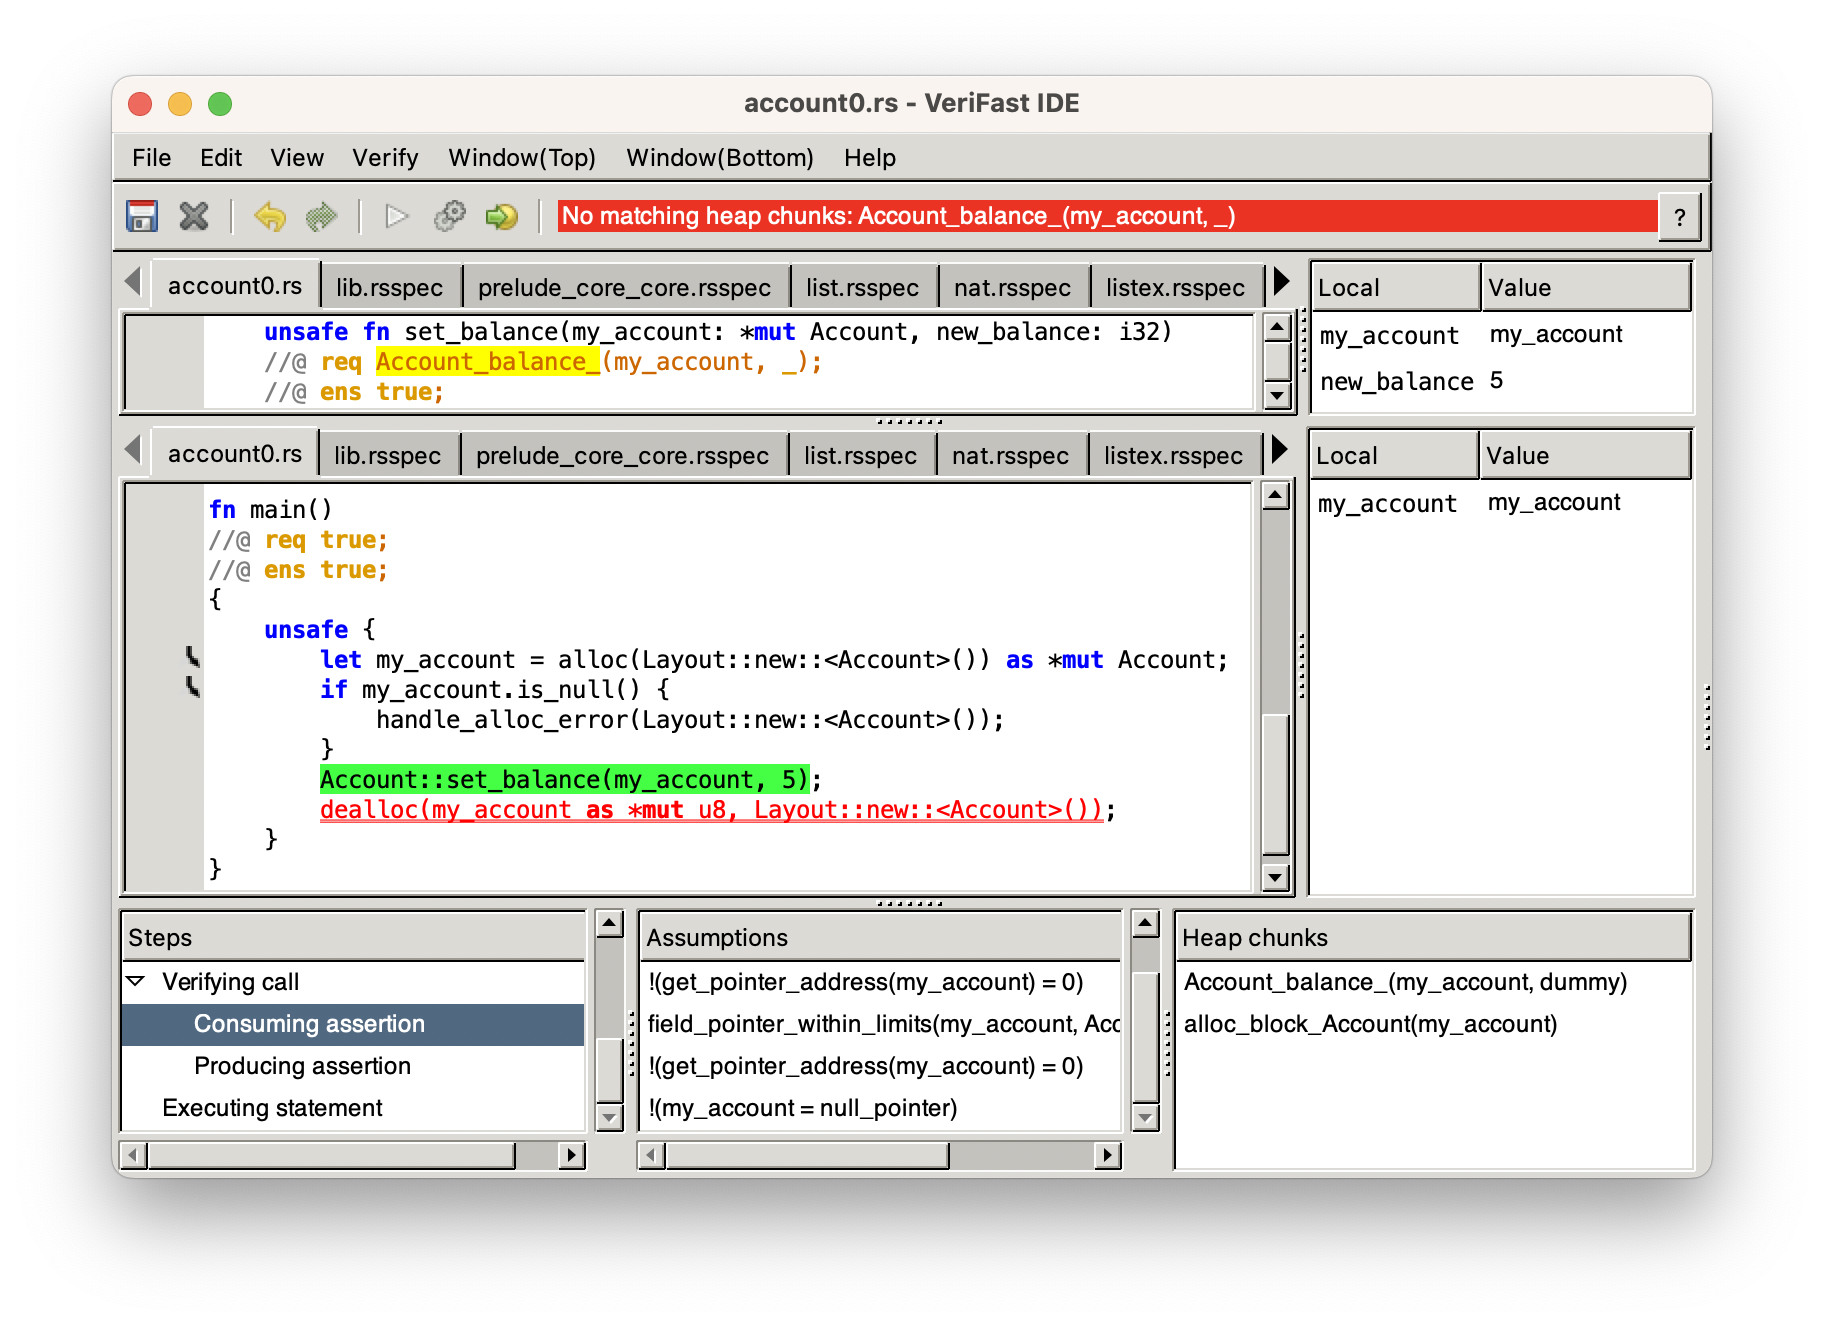 account0.rs - VeriFast IDE
File Edit View Verify Window(Top) Window(Bottom) Help
No matching heap chunks: Account_balance_(my_account, _) ?
account0.rs lib.rsspec prelude_core_core.rsspec list.rsspec nat.rsspec listex.rsspec
unsafe fn set_balance(my_account: *mut Account, new_balance: i32)
//@ req Account_balance_(my_account, _);
//@ ens true;
Local Value
my_account my_account
new_balance 5
account0.rs lib.rsspec prelude_core_core.rsspec list.rsspec nat.rsspec listex.rsspec
fn main()
//@ req true;
//@ ens true;
{
unsafe {
let my_account = alloc(Layout::new::<Account>()) as *mut Account;
if my_account.is_null() {
handle_alloc_error(Layout::new::<Account>());
}
Account::set_balance(my_account, 5);
dealloc(my_account as *mut u8, Layout::new::<Account>());
}
}
Local Value
my_account my_account
Steps
Verifying call
Consuming assertion
Producing assertion
Executing statement
Assumptions
!(get_pointer_address(my_account) = 0)
field_pointer_within_limits(my_account, Acc
!(get_pointer_address(my_account) = 0)
!(my_account = null_pointer)
Heap chunks
Account_balance_(my_account, dummy)
alloc_block_Account(my_account)